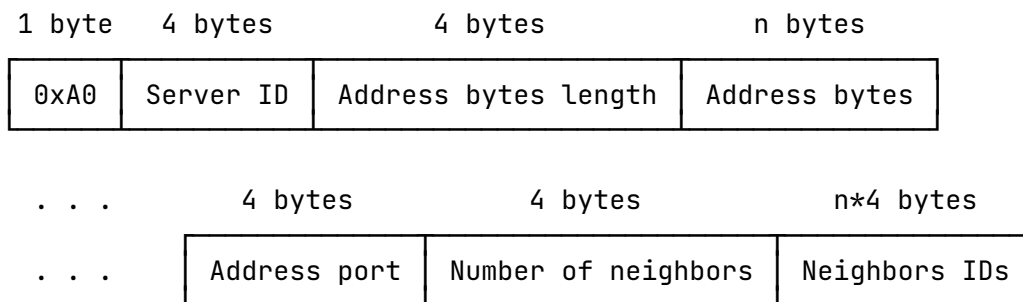 1 byte 4 bytes 4 bytes n bytes
0xA0 Server ID Address bytes length Address bytes
. . . 4 bytes 4 bytes n*4 bytes
. . . Address port Number of neighbors Neighbors IDs